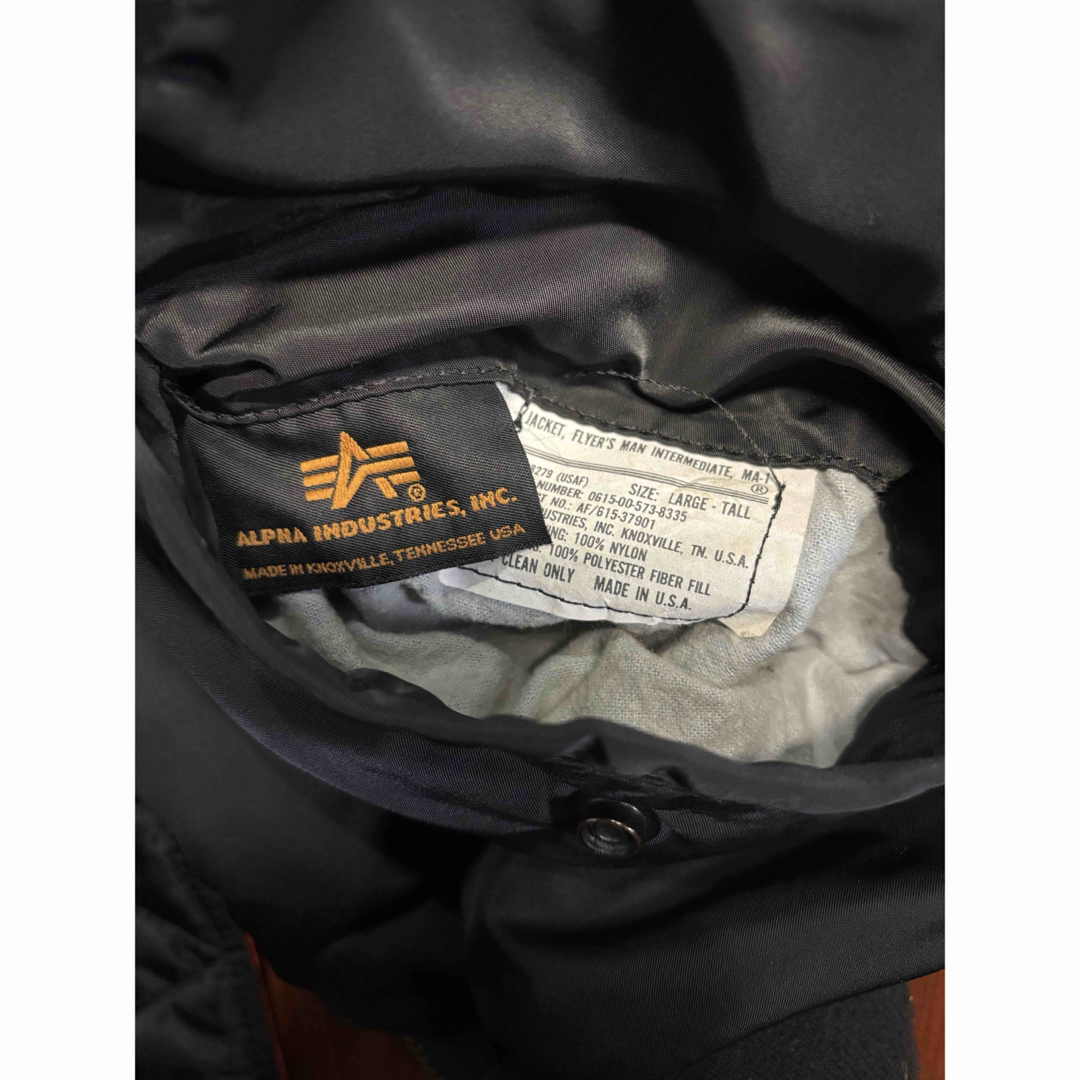 ALPHA INDUSTRIES, INC.®
MADE IN KNOXVILLE, TENNESSEE USA
JACKET, FLYER'S MAN INTERMEDIATE, MA-1
®
8279 (USAF) SIZE: LARGE - TALL
NUMBER: 0615-00-573-8335
NO.: AF/615-37901
INC. KNOXVILLE, TN. U.S.A.
100% NYLON
100% POLYESTER FIBER FILL
CLEAN ONLY MADE IN U.S.A.